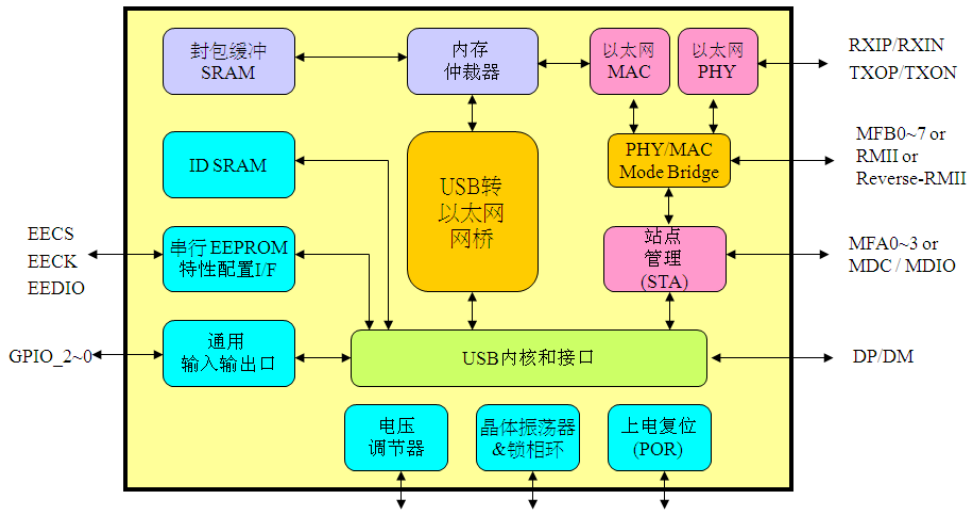 封包缓冲
SRAM
内存
仲裁器
以太网
MAC
以太网
PHY
RXIP/RXIN
TXOP/TXON
ID SRAM
USB转
以太网
网桥
PHY/MAC
Mode Bridge
MFB0~7 or
RMII or
Reverse-RMII
EECS
EECK
EEDIO
串行 EEPROM
特性配置I/F
站点
管理
(STA)
MFA0~3 or
MDC / MDIO
GPIO_2~0
通用
输入输出口
USB内核和接口
DP/DM
电压
调节器
晶体振荡器
&锁相环
上电复位
(POR)